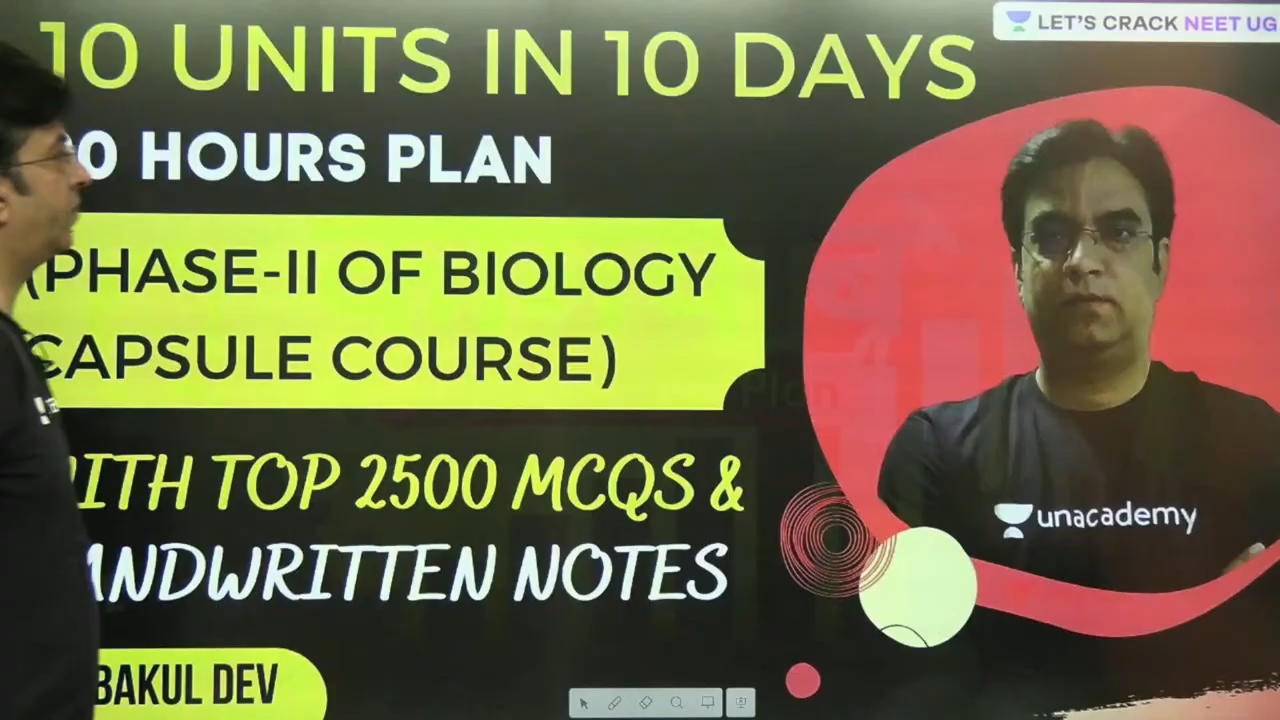 LET'S CRACK NEET UG
10 UNITS IN 10 DAYS
0 HOURS PLAN
(PHASE-II OF BIOLOGY
CAPSULE COURSE)
TOP 2500 MCQS &
NOTES
unacademy
BAKUL DEV